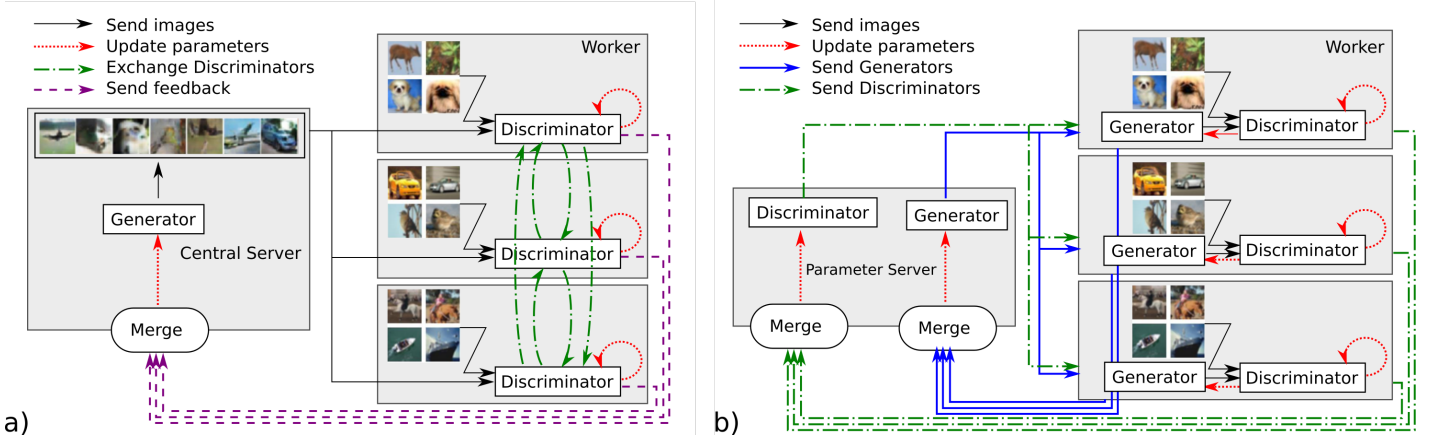 Send images
Update parameters
Exchange Discriminators
Send feedback
Worker
Discriminator
Generator
Central Server
Discriminator
Merge
Discriminator
a)
Send images
Update parameters
Send Generators
Send Discriminators
Worker
Generator
Discriminator
Discriminator
Generator
Parameter Server
Generator
Discriminator
Merge
Merge
Generator
Discriminator
b)